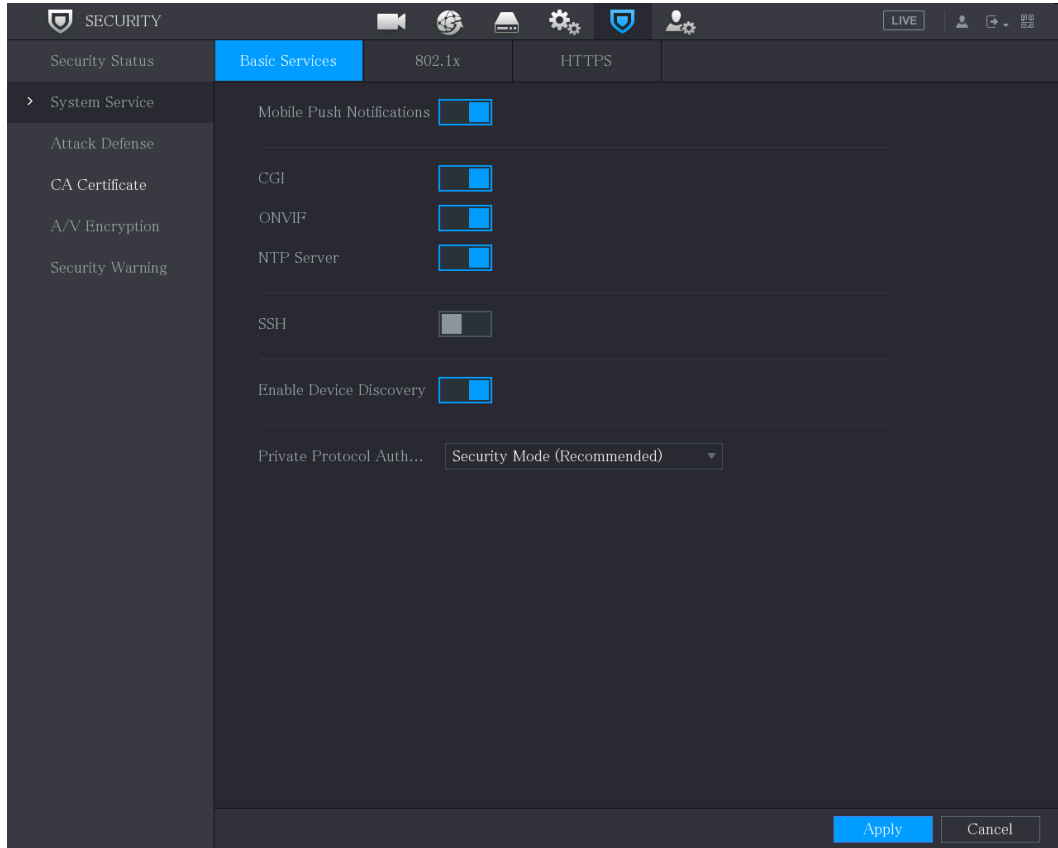 SECURITY
LIVE
Security Status
System Service
Attack Defense
CA Certificate
A/V Encryption
Security Warning
Basic Services 802.1x HTTPS
Mobile Push Notifications
CGI
ONVIF
NTP Server
SSH
Enable Device Discovery
Private Protocol Auth... Security Mode (Recommended)
Apply Cancel